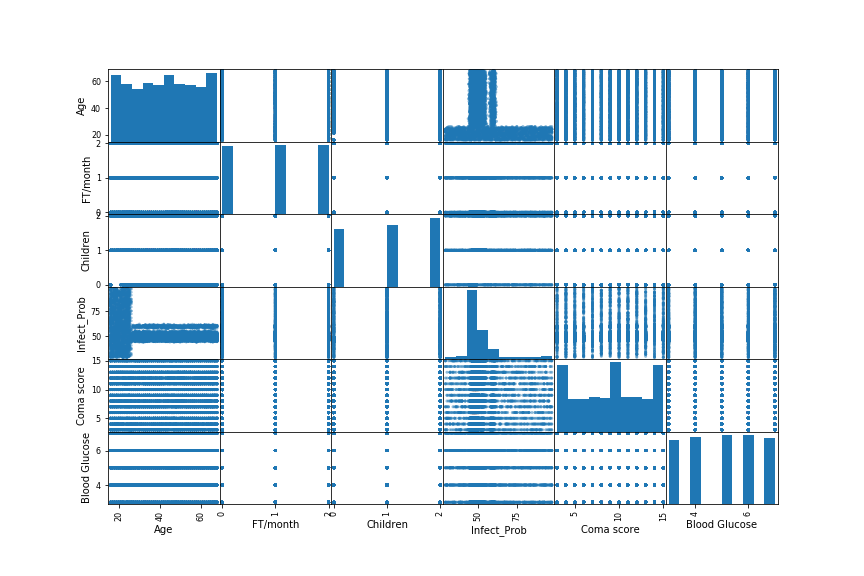 Age
60
40
20
FT/month
2
1
0
Children
2
1
0
Infect_Prob
75
50
Coma score
15
10
5
Blood Glucose
6
4
20 40 60 0 1 2 0 1 2 50 75 5 10 15 4 6
Age FT/month Children Infect_Prob Coma score Blood Glucose